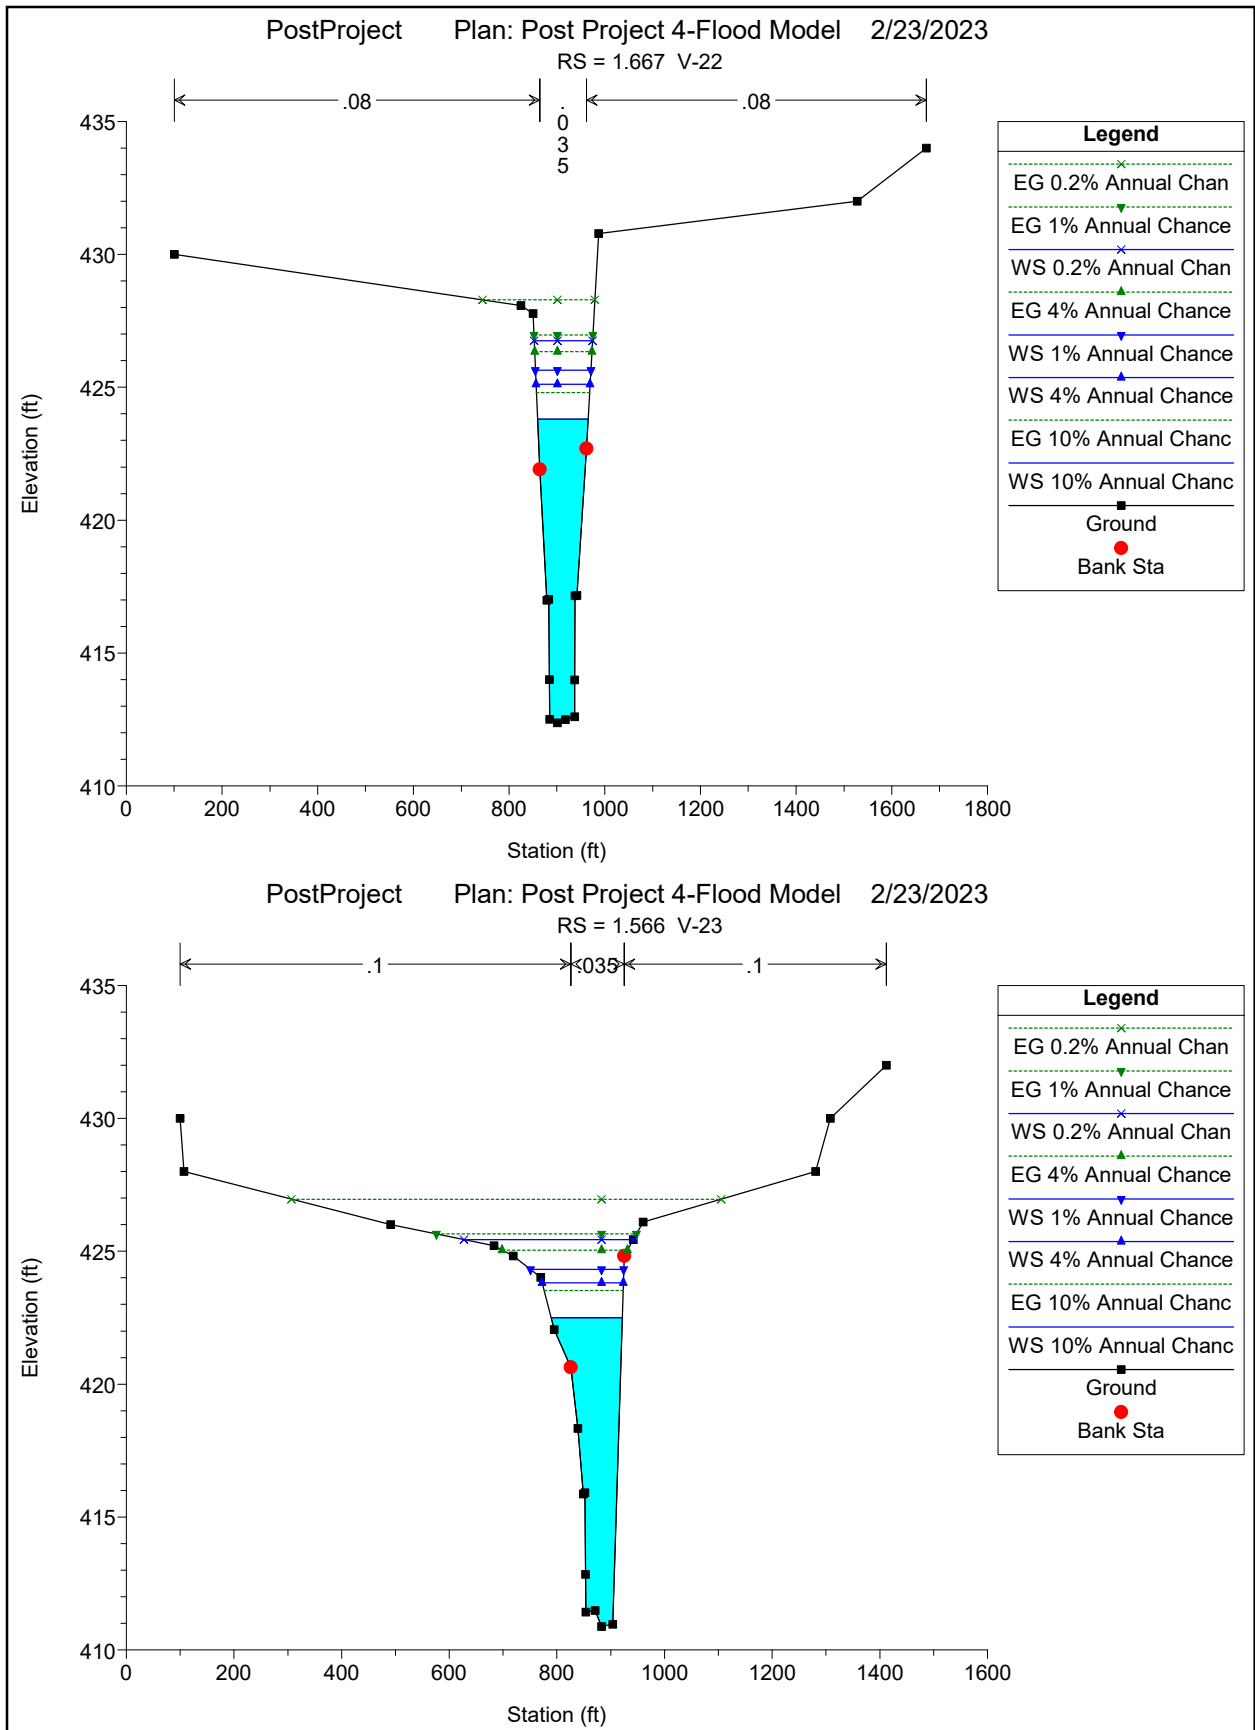 PostProject Plan: Post Project 4-Flood Model 2/23/2023
RS = 1.667 V-22
.08
.035
.08
435
430
425
420
415
410
Elevation (ft)
0 200 400 600 800 1000 1200 1400 1600 1800
Station (ft)
Legend
EG 0.2% Annual Chan
EG 1% Annual Chance
WS 0.2% Annual Chan
EG 4% Annual Chance
WS 1% Annual Chance
WS 4% Annual Chance
EG 10% Annual Chanc
WS 10% Annual Chanc
Ground
Bank Sta
PostProject Plan: Post Project 4-Flood Model 2/23/2023
RS = 1.566 V-23
.1
.035
.1
435
430
425
420
415
410
Elevation (ft)
0 200 400 600 800 1000 1200 1400 1600
Station (ft)
Legend
EG 0.2% Annual Chan
EG 1% Annual Chance
WS 0.2% Annual Chan
EG 4% Annual Chance
WS 1% Annual Chance
WS 4% Annual Chance
EG 10% Annual Chanc
WS 10% Annual Chanc
Ground
Bank Sta